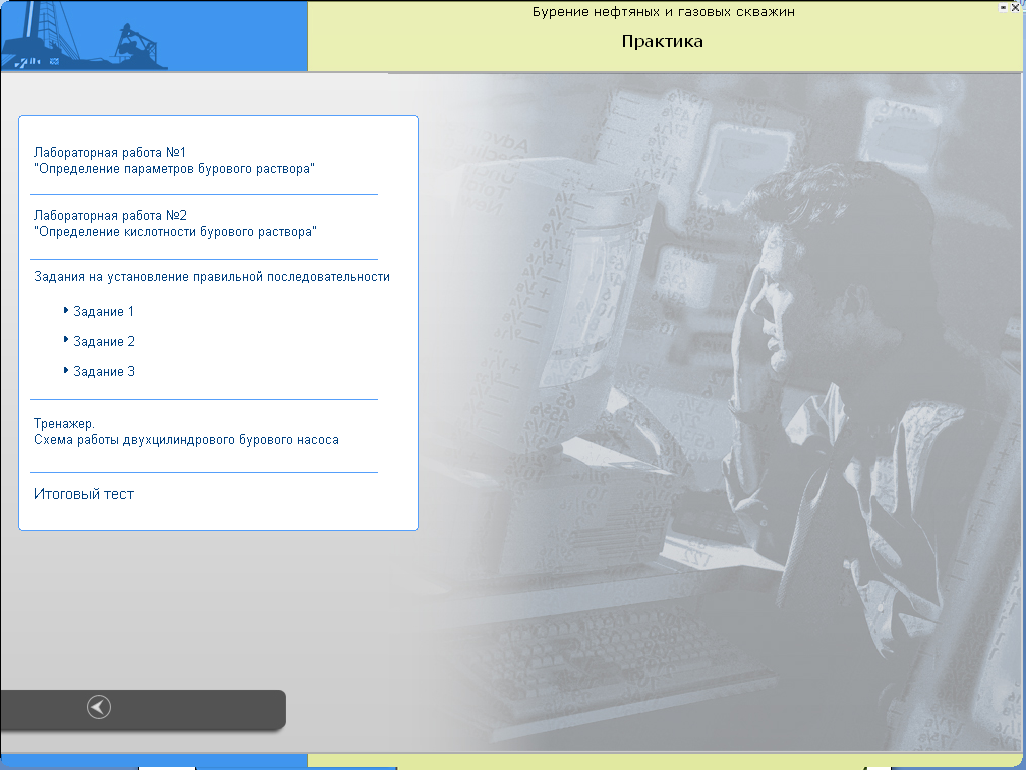 Бурение нефтяных и газовых скважин
Практика
Лабораторная работа №1
"Определение параметров бурового раствора"
Лабораторная работа №2
"Определение кислотности бурового раствора"
Задания на установление правильной последовательности
Задание 1
Задание 2
Задание 3
Тренажер.
Схема работы двухцилиндрового бурового насоса
Итоговый тест